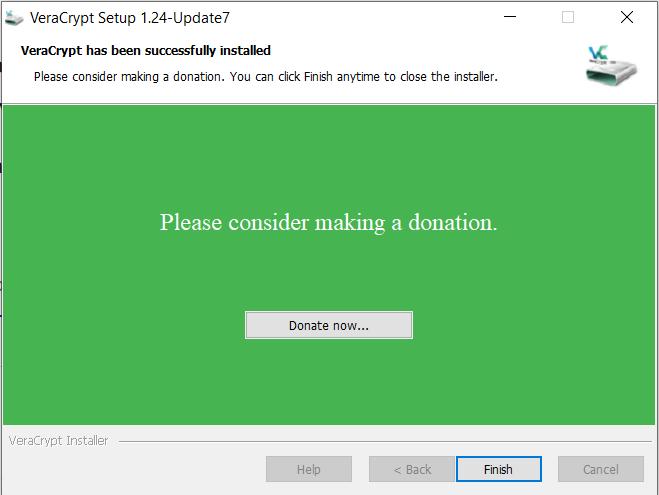 VeraCrypt Setup 1.24-Update7
VeraCrypt has been successfully installed
Please consider making a donation. You can click Finish anytime to close the installer.
VC
Please consider making a donation.
Donate now...
VeraCrypt Installer
Help
< Back
Finish
Cancel